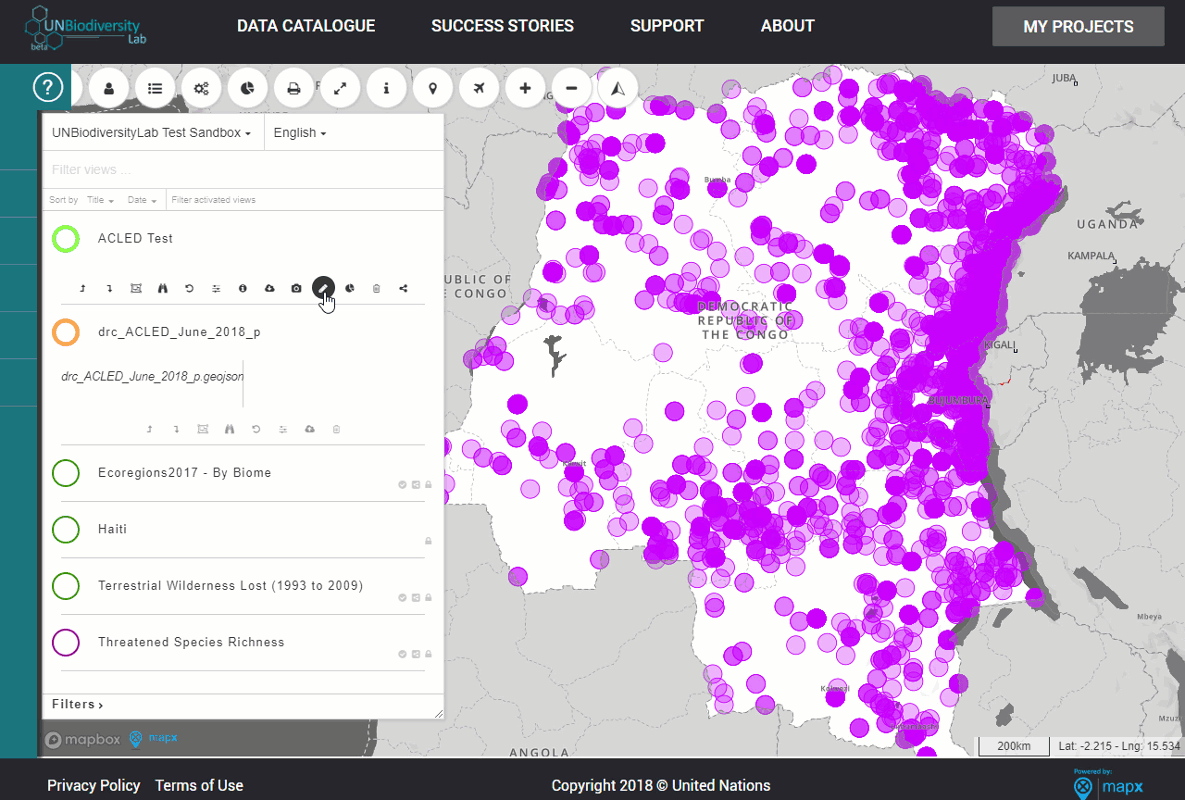 UNBiodiversity
Lab
beta
DATA CATALOGUE
SUCCESS STORIES
SUPPORT
ABOUT
MY PROJECTS
?
UNBiodiversityLab Test Sandbox
English
Filter views ...
Sort by Title Date Filter activated views
ACLED Test
drc_ACLED_June_2018_p
drc_ACLED_June_2018_p.geojson
Ecoregions2017 - By Biome
Haiti
Terrestrial Wilderness Lost (1993 to 2009)
Threatened Species Richness
Filters ›
JUBA
Bumba
UGANDA
KAMPALA
UBLIC OF
E CONGO
DEMOCRATIC
REPUBLIC OF
THE CONGO
KIGALI
BUJUMBURA
Kikwit
Mbeya
Kolwezi
Mzuz
ANGOLA
mapbox
mapx
200km
Lat: -2.215 - Lng: 15.534
Privacy Policy
Terms of Use
Copyright 2018 © United Nations
Powered by:
mapx